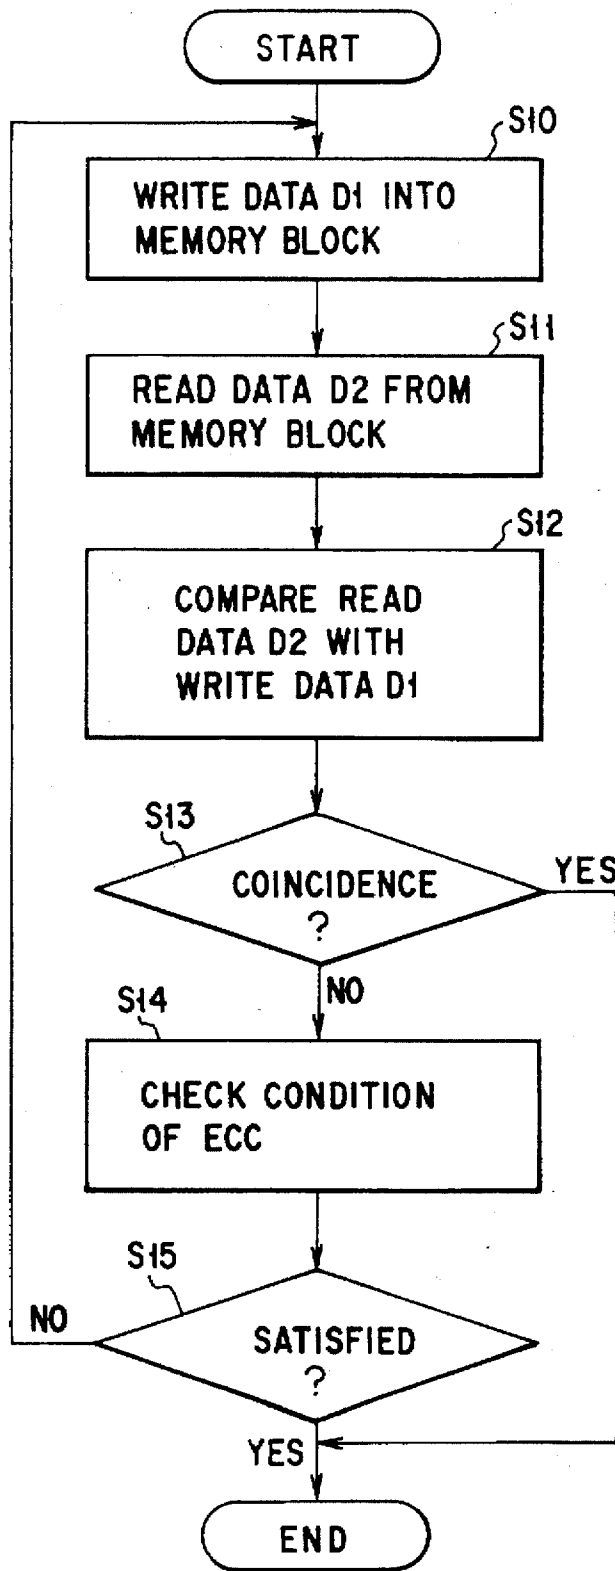 START
S10
WRITE DATA D1 INTO
MEMORY BLOCK
S11
READ DATA D2 FROM
MEMORY BLOCK
S12
COMPARE READ
DATA D2 WITH
WRITE DATA D1
S13
COINCIDENCE
?
YES
NO
S14
CHECK CONDITION
OF ECC
S15
NO
SATISFIED
?
YES
END